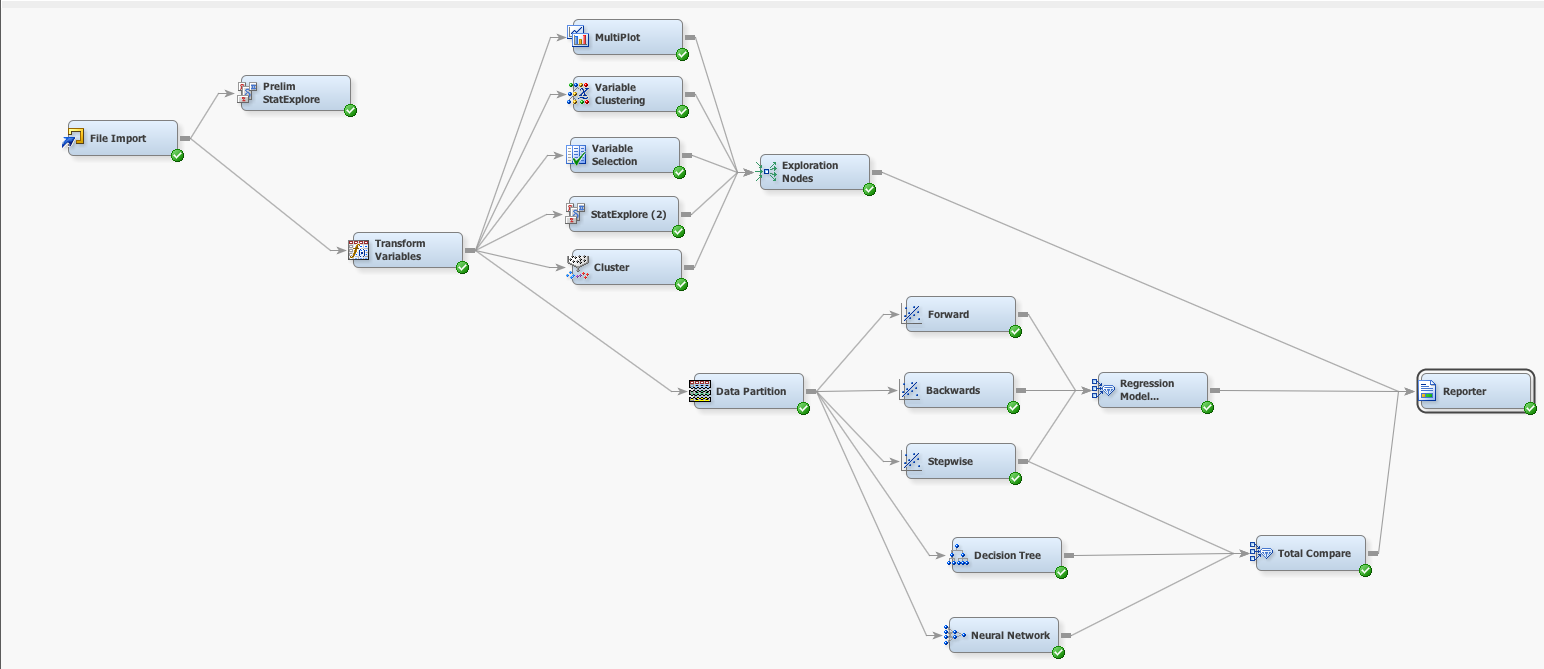 MultiPlot
Prelim
StatExplore
Variable
Clustering
File Import
Variable
Selection
Exploration
Nodes
StatExplore (2)
Transform
Variables
Cluster
Forward
Data Partition
Backwards
Regression
Model...
Reporter
Stepwise
Decision Tree
Total Compare
Neural Network